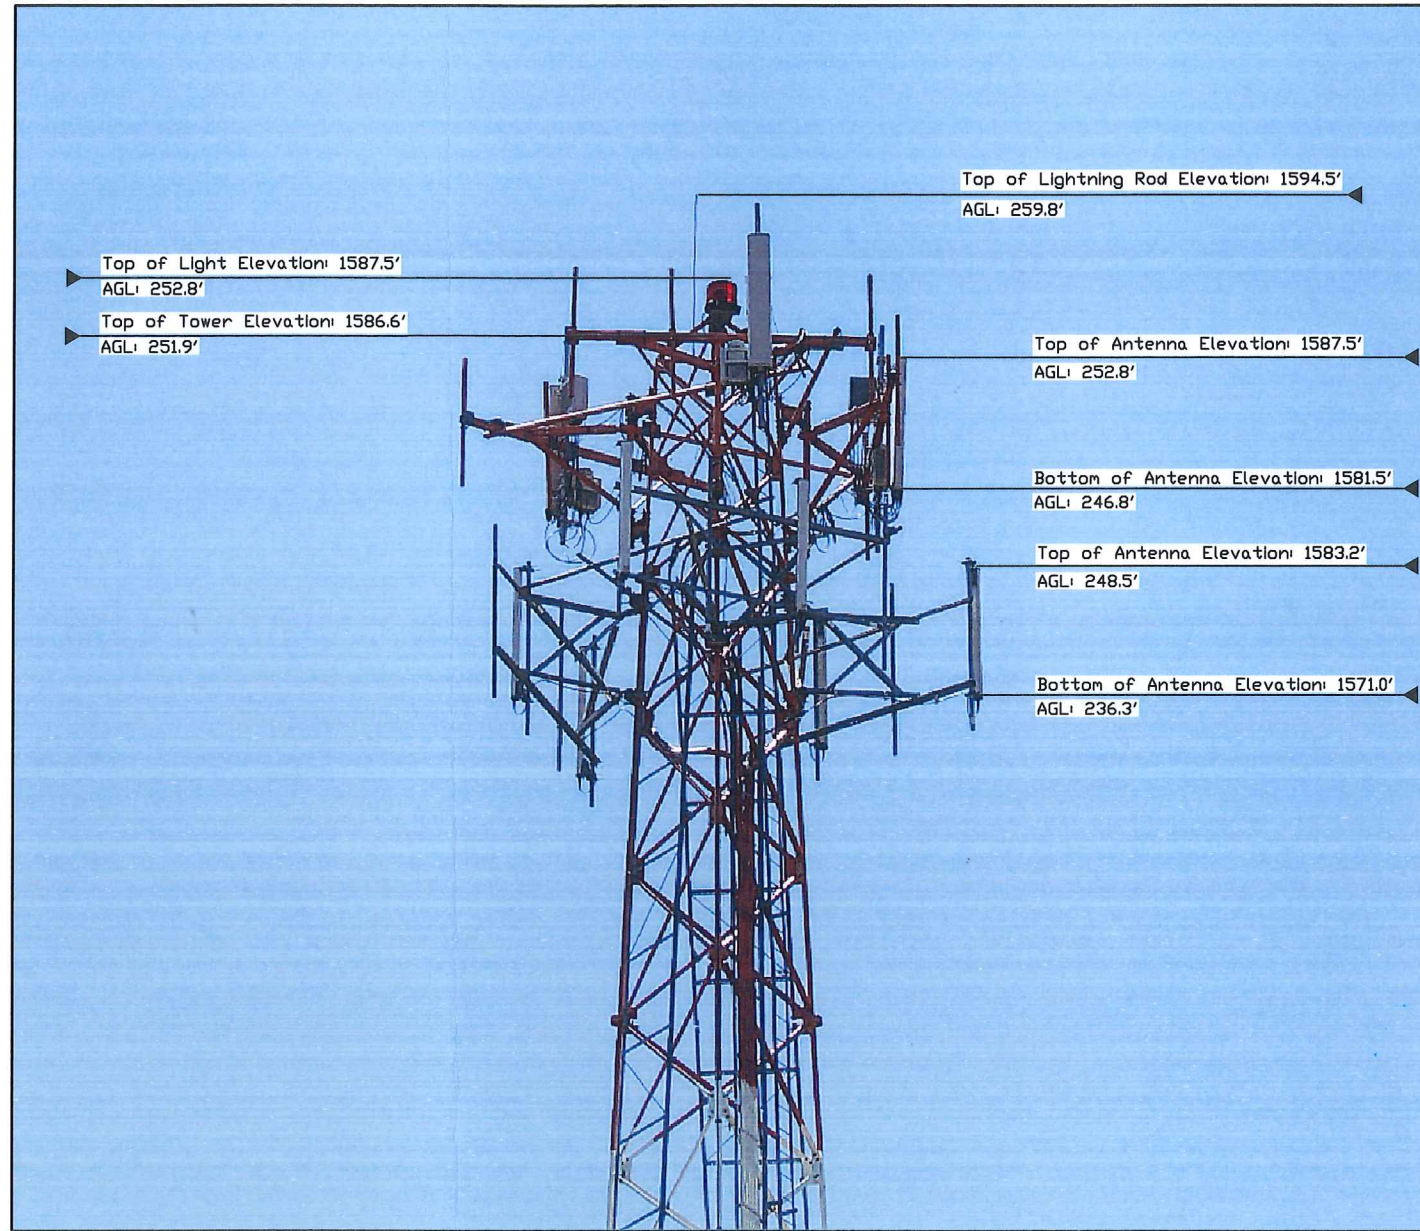 Top of Lightning Rod Elevation: 1594.5'
AGL: 259.8'
Top of Light Elevation: 1587.5'
AGL: 252.8'
Top of Tower Elevation: 1586.6'
AGL: 251.9'
Top of Antenna Elevation: 1587.5'
AGL: 252.8'
Bottom of Antenna Elevation: 1581.5'
AGL: 246.8'
Top of Antenna Elevation: 1583.2'
AGL: 248.5'
Bottom of Antenna Elevation: 1571.0'
AGL: 236.3'